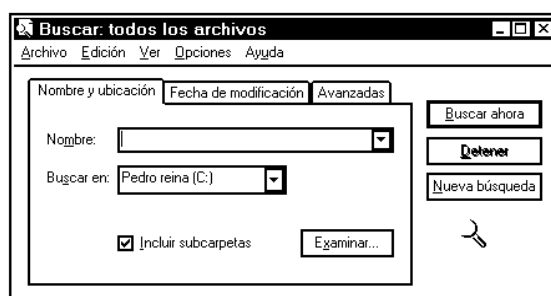 Buscar: todos los archivos
Archivo Edición Ver Opciones Ayuda
Nombre y ubicación Fecha de modificación Avanzadas
Nombre:
Buscar en: Pedro reina (C:)
Incluir subcarpetas Examinar...
Buscar ahora
Detener
Nueva búsqueda